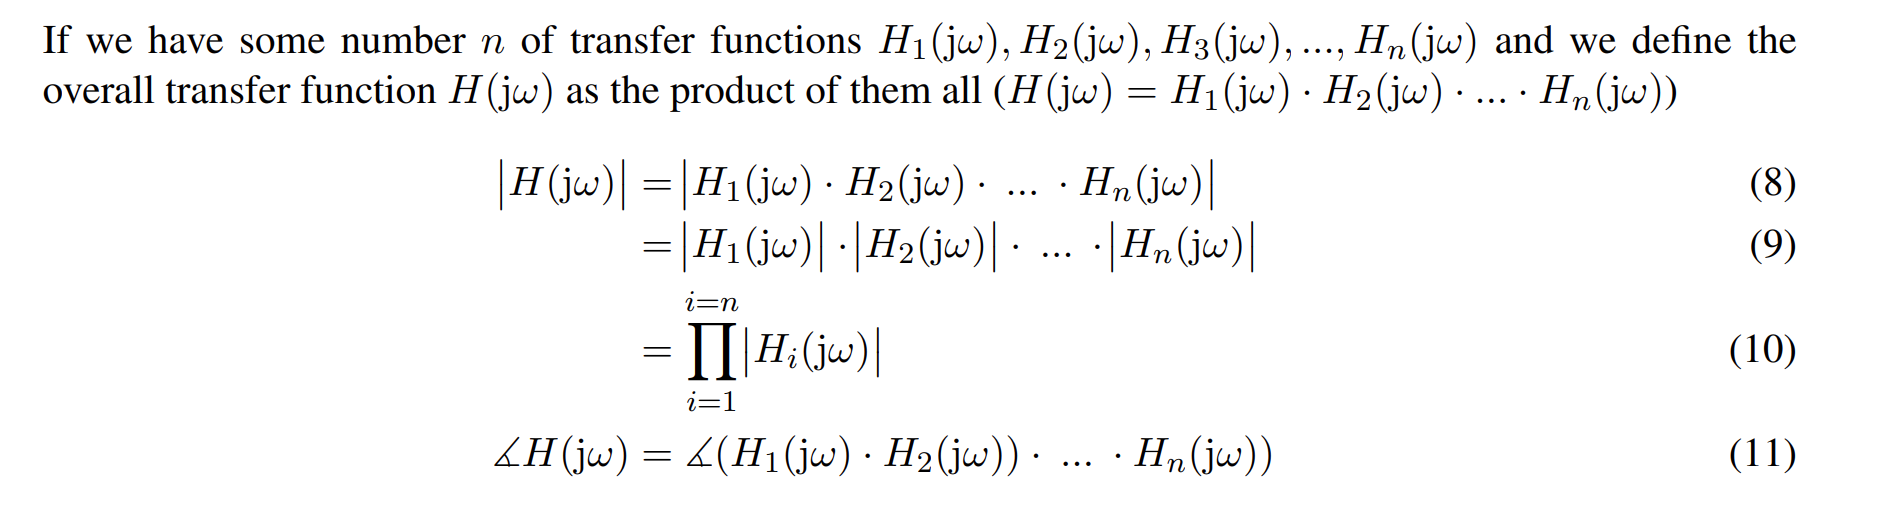 If we have some number n of transfer functions H₁(jω), H₂(jω), H₃(jω), ..., Hₙ(jω) and we define the
overall transfer function H(jω) as the product of them all (H(jω) = H₁(jω) · H₂(jω) · ... · Hₙ(jω))
|H(jω)| = |H₁(jω) · H₂(jω) · ... · Hₙ(jω)| (8)
= |H₁(jω)| · |H₂(jω)| · ... · |Hₙ(jω)| (9)
i=n
= ∏ |Hᵢ(jω)| (10)
i=1
∡H(jω) = ∡(H₁(jω) · H₂(jω)) · ... · Hₙ(jω)) (11)